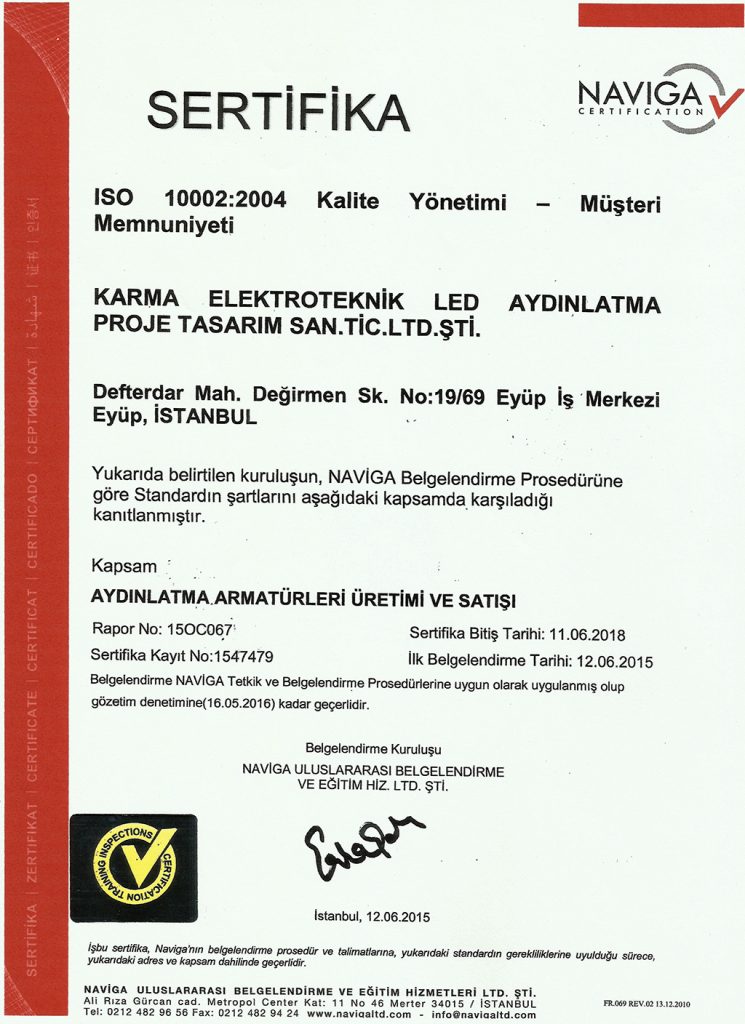 SERTİFİKA
NAVIGA
CERTIFICATION
ISO 10002:2004 Kalite Yönetimi – Müşteri
Memnuniyeti
KARMA ELEKTROTEKNİK LED AYDINLATMA
PROJE TASARIM SAN.TİC.LTD.ŞTİ.
Defterdar Mah. Değirmen Sk. No:19/69 Eyüp İş Merkezi
Eyüp, İSTANBUL
Yukarıda belirtilen kuruluşun, NAVİGA Belgelendirme Prosedürüne
göre Standardın şartlarını aşağıdaki kapsamda karşıladığı
kanıtlanmıştır.
Kapsam
AYDINLATMA ARMATÜRLERİ ÜRETİMİ VE SATIŞI
Rapor No: 15OC067
Sertifika Bitiş Tarihi: 11.06.2018
Sertifika Kayıt No:1547479
İlk Belgelendirme Tarihi: 12.06.2015
Belgelendirme NAVİGA Tetkik ve Belgelendirme Prosedürlerine uygun olarak uygulanmış olup
gözetim denetimine(16.05.2016) kadar geçerlidir.
Belgelendirme Kuruluşu
NAVİGA ULUSLARARASI BELGELENDİRME
VE EĞİTİM HİZ. LTD. ŞTİ.
CERTIFICATION TRAINING INSPECTIONS
İstanbul, 12.06.2015
İşbu sertifika, Naviga'nın belgelendirme prosedür ve talimatlarına, yukarıdaki standardın gerekliliklerine uyulduğu sürece,
yukarıdaki adres ve kapsam dahilinde geçerlidir.
NAVİGA ULUSLARARASI BELGELENDİRME VE EĞİTİM HİZMETLERİ LTD. ŞTİ.
Ali Rıza Gürcan cad. Metropol Center Kat: 11 No 46 Merter 34015 / İSTANBUL
Tel: 0212 482 96 56 Fax: 0212 482 94 24 www.navigaltd.com - info@navigaltd.com
FR.069 REV.02 13.12.2010
SERTİFİKA | ZERTIFIKAT | CERTIFICATE | CERTIFICAT | CERTIFICADO | СЕРТИФИКАТ | شهادة | 证书 | 인증서